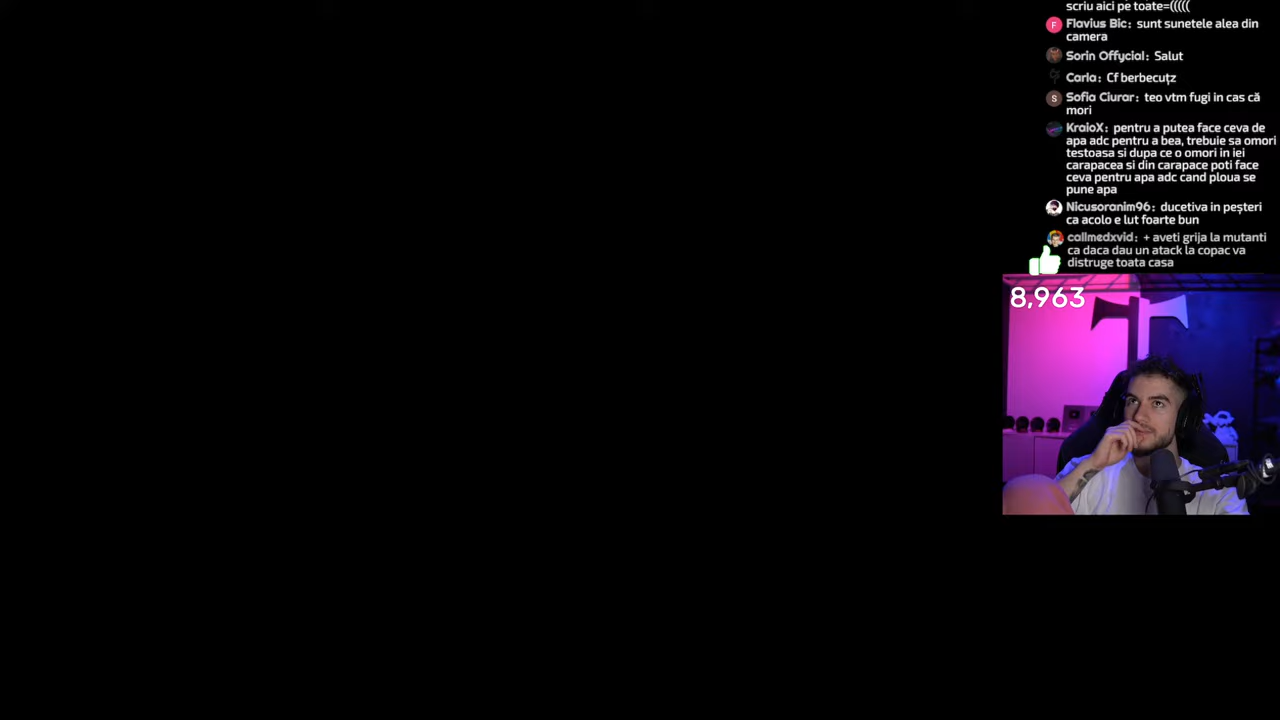 scriu aici pe toate=(((((
Flavius Bic: sunt sunetele alea din
camera
Sorin Offycial: Salut
Carla: Cf berbecuțz
Sofia Ciurar: teo vtm fugi in cas că
mori
KraioX: pentru a putea face ceva de
apa adc pentru a bea, trebuie sa omori
testoasa si dupa ce o omori in iei
carapacea si din carapace poti face
ceva pentru apa adc cand ploua se
pune apa
Nicusoranim96: ducetiva in peșteri
ca acolo e lut foarte bun
callmedxvid: + aveti grija la mutanti
ca daca dau un atack la copac va
distruge toata casa
8,963